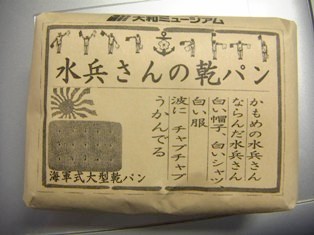 大和ミュージアム
水兵さんの乾パン
かもめの水兵さん
ならんだ水兵さん
白い帽子、白いシャツ、
白い服
波に チャプチャプ
うかんでる
海軍式大型乾パン